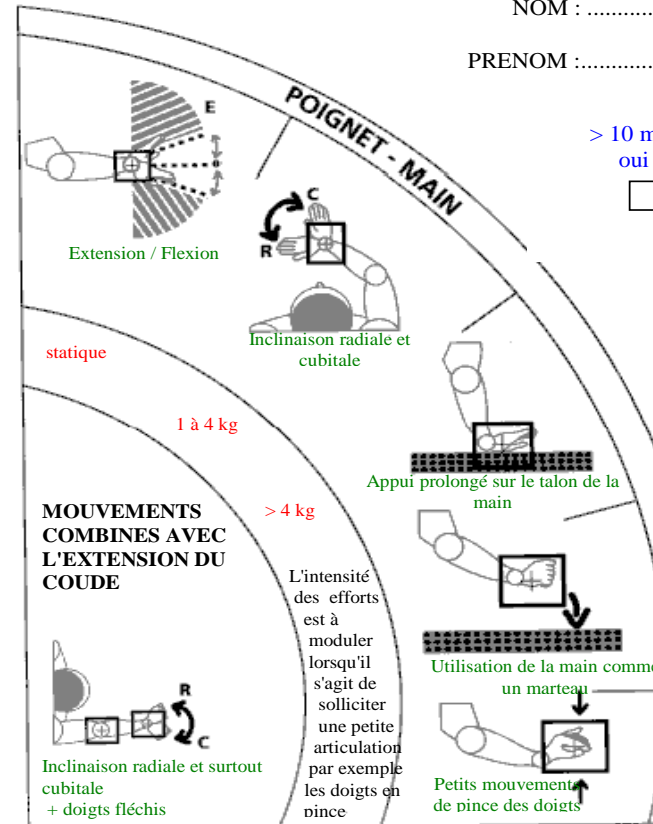 NOM : ............
PRENOM :.............
> 10 m
oui
POIGNET - MAIN
E
Extension / Flexion
C
R
Inclinaison radiale et
cubitale
statique
1 à 4 kg
> 4 kg
Appui prolongé sur le talon de la
main
MOUVEMENTS
COMBINES AVEC
L'EXTENSION DU
COUDE
L'intensité
des efforts
est à
moduler
lorsqu'il
s'agit de
solliciter
une petite
articulation
par exemple
les doigts en
pince
Utilisation de la main comme
un marteau
R
C
Inclinaison radiale et surtout
cubitale
+ doigts fléchis
Petits mouvements
de pince des doigts